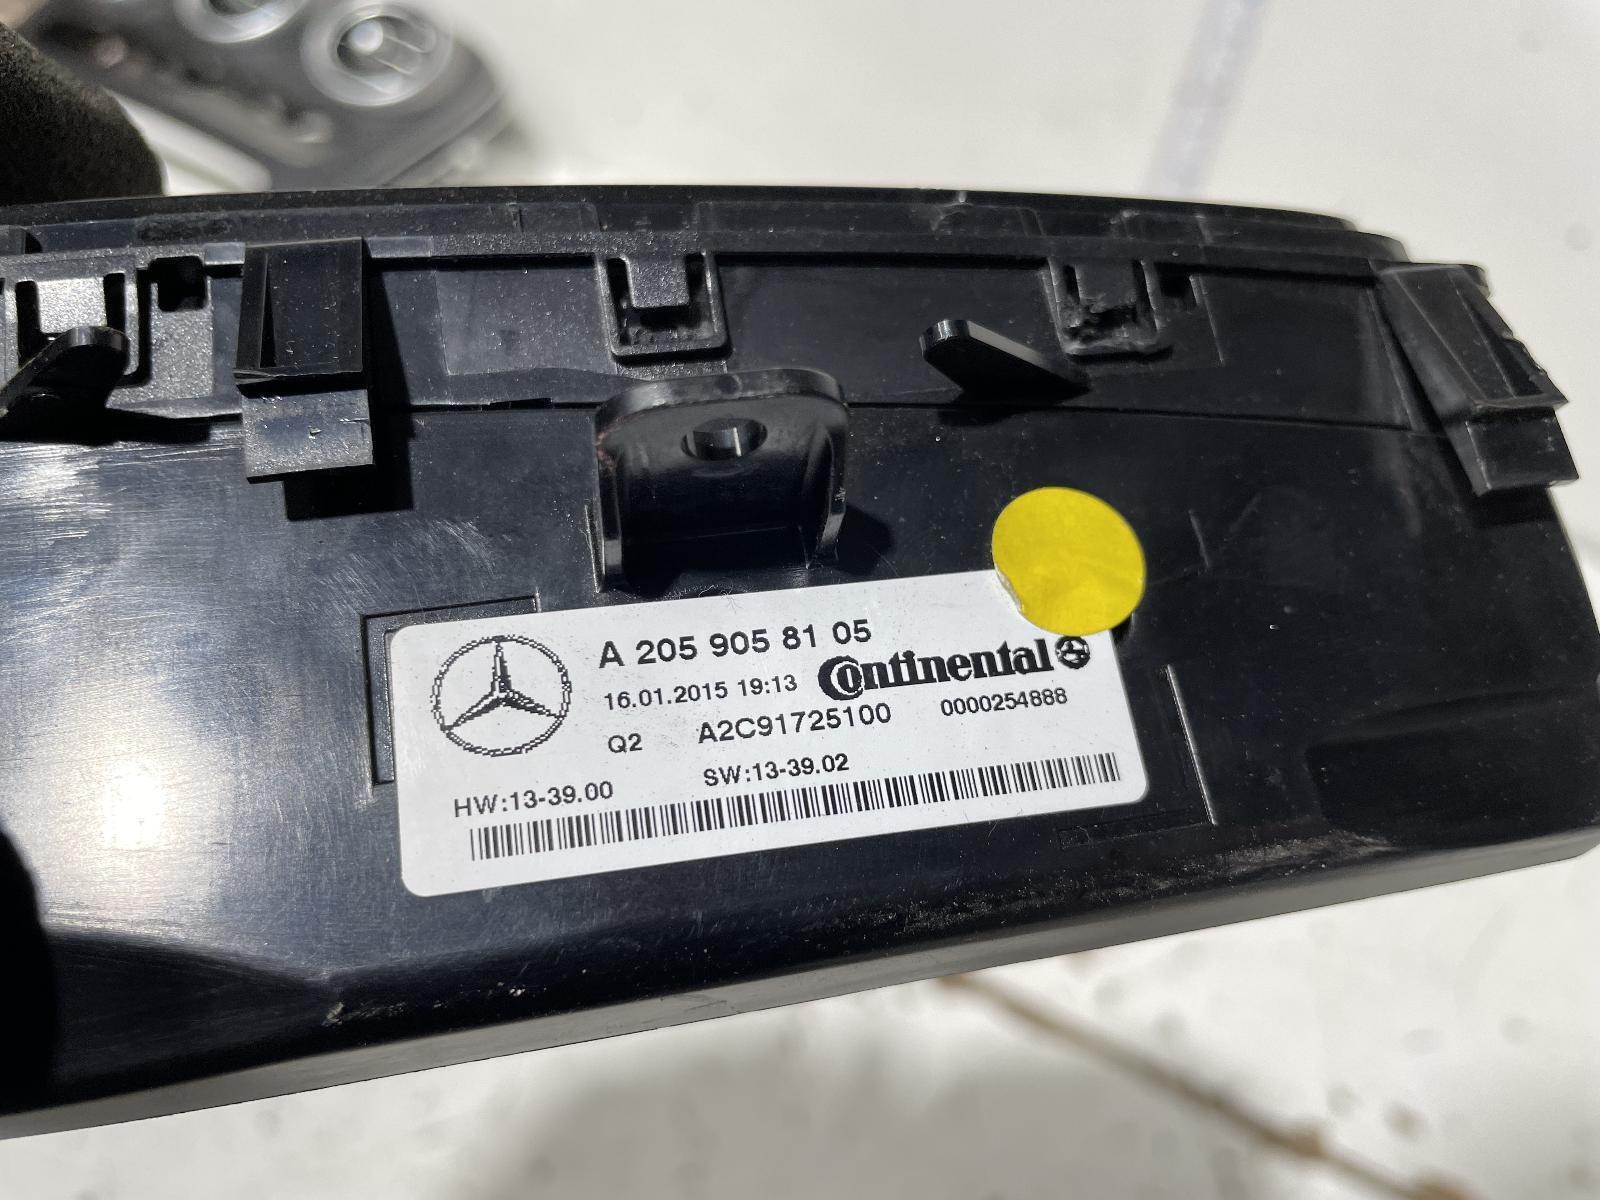 A 205 905 81 05
16.01.2015 19:13 Continental
Q2 A2C91725100 0000254888
HW:13-39.00 SW:13-39.02